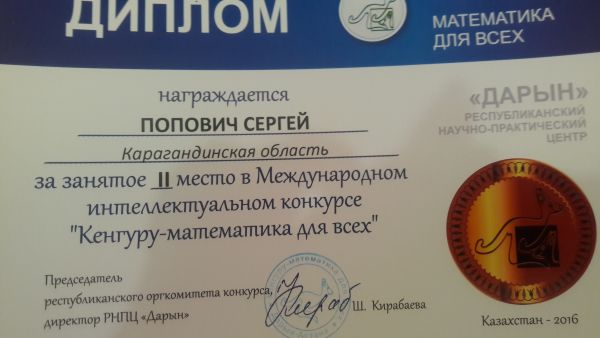 ДИПЛОМ
МАТЕМАТИКА
ДЛЯ ВСЕХ
награждается
ПОПОВИЧ СЕРГЕЙ
Карагандинская область
за занятое II место в Международном
интеллектуальном конкурсе
"Кенгуру-математика для всех"
«ДАРЫН»
РЕСПУБЛИКАНСКИЙ
НАУЧНО-ПРАКТИЧЕСКИЙ
ЦЕНТР
Председатель
республиканского оргкомитета конкурса,
директор РНПЦ «Дарын»
Ш. Кирабаева
Казахстан - 2016